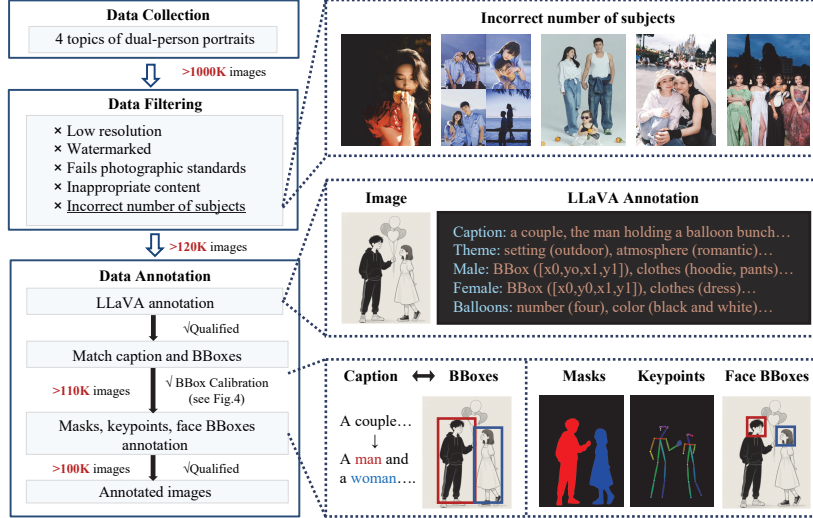 Data Collection
4 topics of dual-person portraits
>1000K images
Data Filtering
× Low resolution
× Watermarked
× Fails photographic standards
× Inappropriate content
× Incorrect number of subjects
>120K images
Data Annotation
LLaVA annotation
√Qualified
Match caption and BBoxes
>110K images
√ BBox Calibration
(see Fig.4)
Masks, keypoints, face BBoxes
annotation
>100K images
√Qualified
Annotated images
Incorrect number of subjects
Image
LLaVA Annotation
Caption: a couple, the man holding a balloon bunch…
Theme: setting (outdoor), atmosphere (romantic)…
Male: BBox ([x0,yo,x1,y1]), clothes (hoodie, pants)…
Female: BBox ([x0,y0,x1,y1]), clothes (dress)…
Balloons: number (four), color (black and white)…
Caption ↔ BBoxes
A couple…
↓
A man and
a woman….
Masks
Keypoints
Face BBoxes